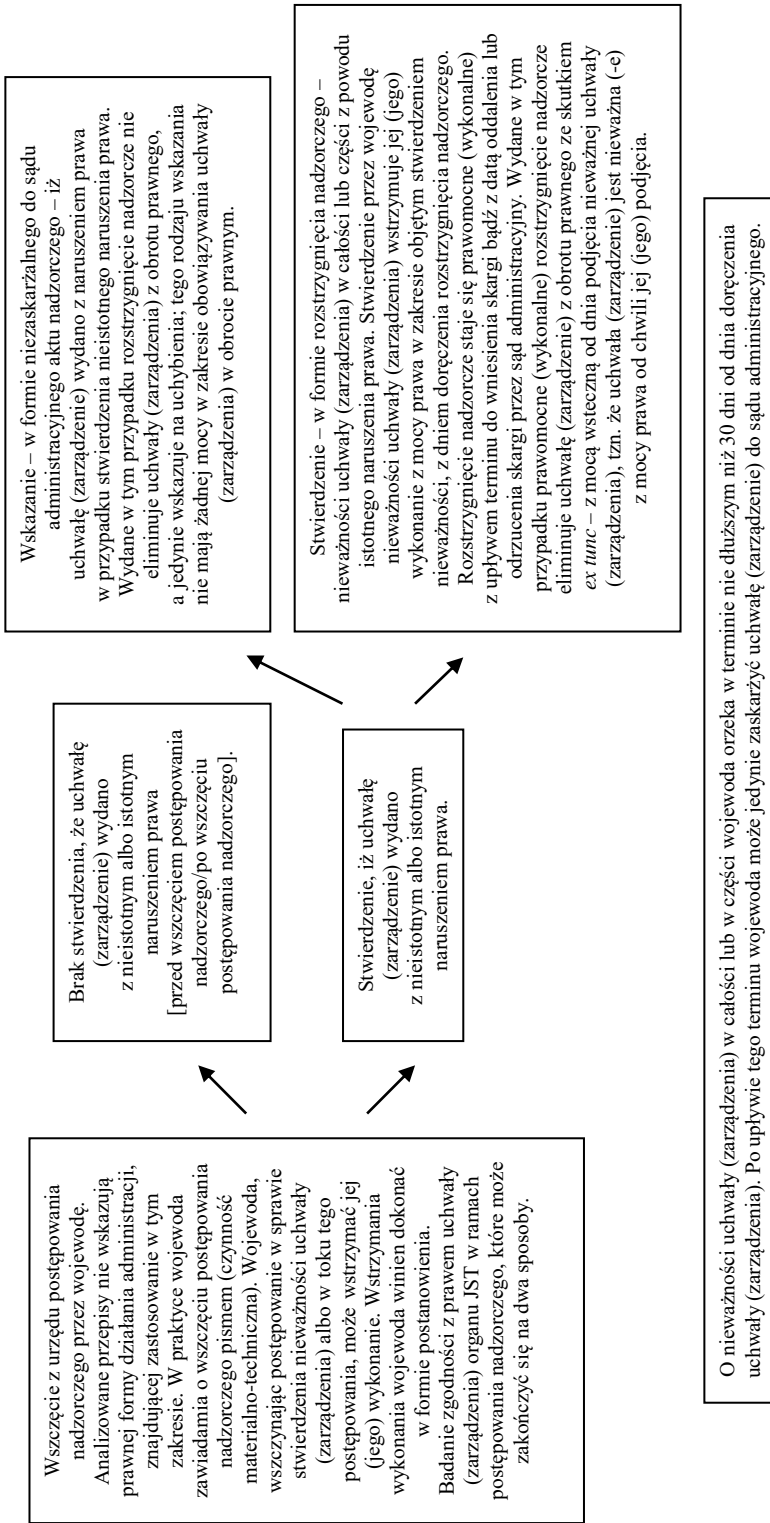 Wszczęcie z urzędu postępowania
nadzorczego przez wojewodę.
Analizowane przepisy nie wskazują
prawnej formy działania administracji,
znajdującej zastosowanie w tym
zakresie. W praktyce wojewoda
zawiadamia o wszczęciu postępowania
nadzorczego pismem (czynność
materialno-techniczna). Wojewoda,
wszczynając postępowanie w sprawie
stwierdzenia nieważności uchwały
(zarządzenia) albo w toku tego
postępowania, może wstrzymać jej
(jego) wykonanie. Wstrzymania
wykonania wojewoda winien dokonać
w formie postanowienia.
Badanie zgodności z prawem uchwały
(zarządzenia) organu JST w ramach
postępowania nadzorczego, które może
zakończyć się na dwa sposoby.
Brak stwierdzenia, że uchwałę
(zarządzenie) wydano
z nieistotnym albo istotnym
naruszeniem prawa
[przed wszczęciem postępowania
nadzorczego/po wszczęciu
postępowania nadzorczego].
Stwierdzenie, iż uchwałę
(zarządzenie) wydano
z nieistotnym albo istotnym
naruszeniem prawa.
Wskazanie – w formie niezaskarżalnego do sądu
administracyjnego aktu nadzorczego – iż
uchwałę (zarządzenie) wydano z naruszeniem prawa
w przypadku stwierdzenia nieistotnego naruszenia prawa.
Wydane w tym przypadku rozstrzygnięcie nadzorcze nie
eliminuje uchwały (zarządzenia) z obrotu prawnego,
a jedynie wskazuje na uchybienia; tego rodzaju wskazania
nie mają żadnej mocy w zakresie obowiązywania uchwały
(zarządzenia) w obrocie prawnym.
Stwierdzenie – w formie rozstrzygnięcia nadzorczego –
nieważności uchwały (zarządzenia) w całości lub części z powodu
istotnego naruszenia prawa. Stwierdzenie przez wojewodę
nieważności uchwały (zarządzenia) wstrzymuje jej (jego)
wykonanie z mocy prawa w zakresie objętym stwierdzeniem
nieważności, z dniem doręczenia rozstrzygnięcia nadzorczego.
Rozstrzygnięcie nadzorcze staje się prawomocne (wykonalne)
z upływem terminu do wniesienia skargi bądź z datą oddalenia lub
odrzucenia skargi przez sąd administracyjny. Wydane w tym
przypadku prawomocne (wykonalne) rozstrzygnięcie nadzorcze
eliminuje uchwałę (zarządzenie) z obrotu prawnego ze skutkiem
ex tunc – z mocą wsteczną od dnia podjęcia nieważnej uchwały
(zarządzenia), tzn. że uchwała (zarządzenie) jest nieważna (-e)
z mocy prawa od chwili jej (jego) podjęcia.
O nieważności uchwały (zarządzenia) w całości lub w części wojewoda orzeka w terminie nie dłuższym niż 30 dni od dnia doręczenia
uchwały (zarządzenia). Po upływie tego terminu wojewoda może jedynie zaskarżyć uchwałę (zarządzenie) do sądu administracyjnego.